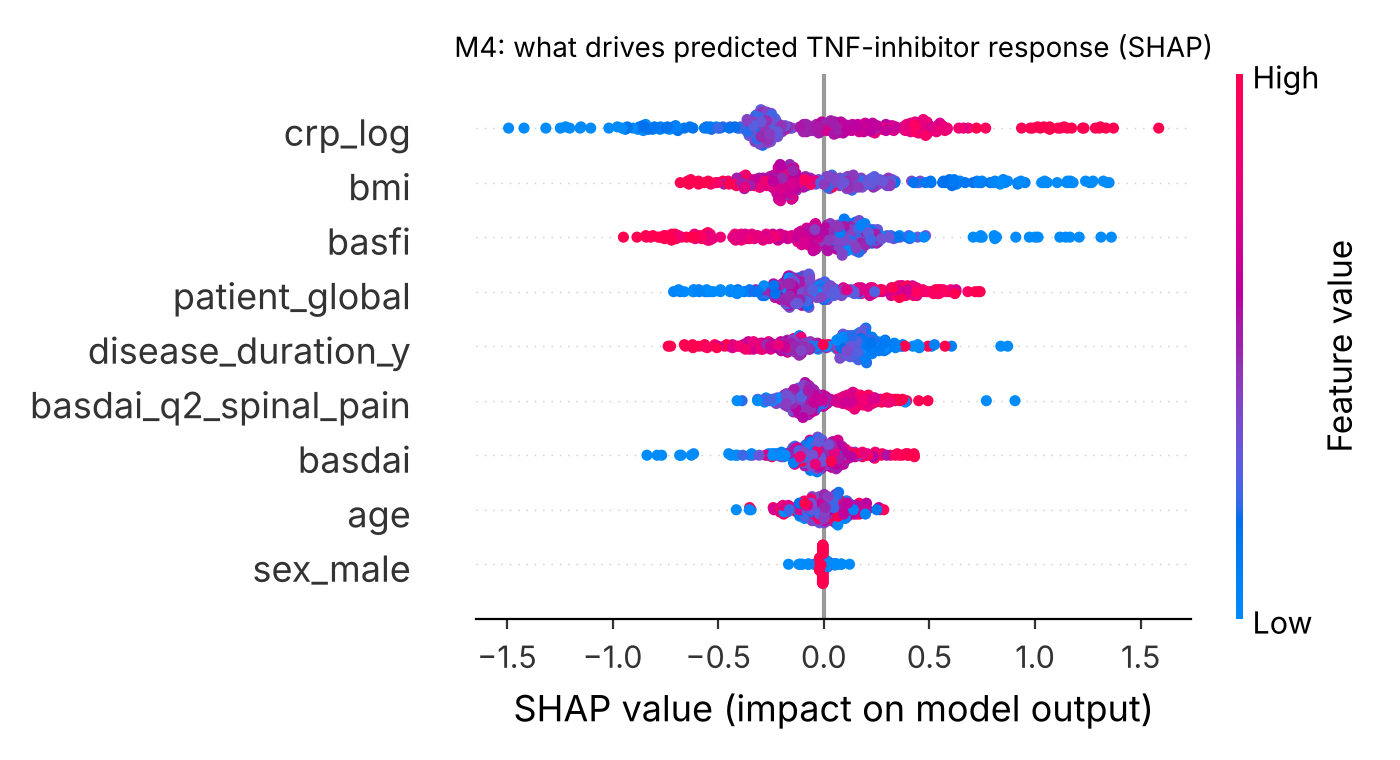 M4: what drives predicted TNF-inhibitor response (SHAP)
High
crp_log
bmi
basfi
patient_global
disease_duration_y
basdai_q2_spinal_pain
basdai
age
sex_male
Feature value
Low
−1.5 −1.0 −0.5 0.0 0.5 1.0 1.5
SHAP value (impact on model output)